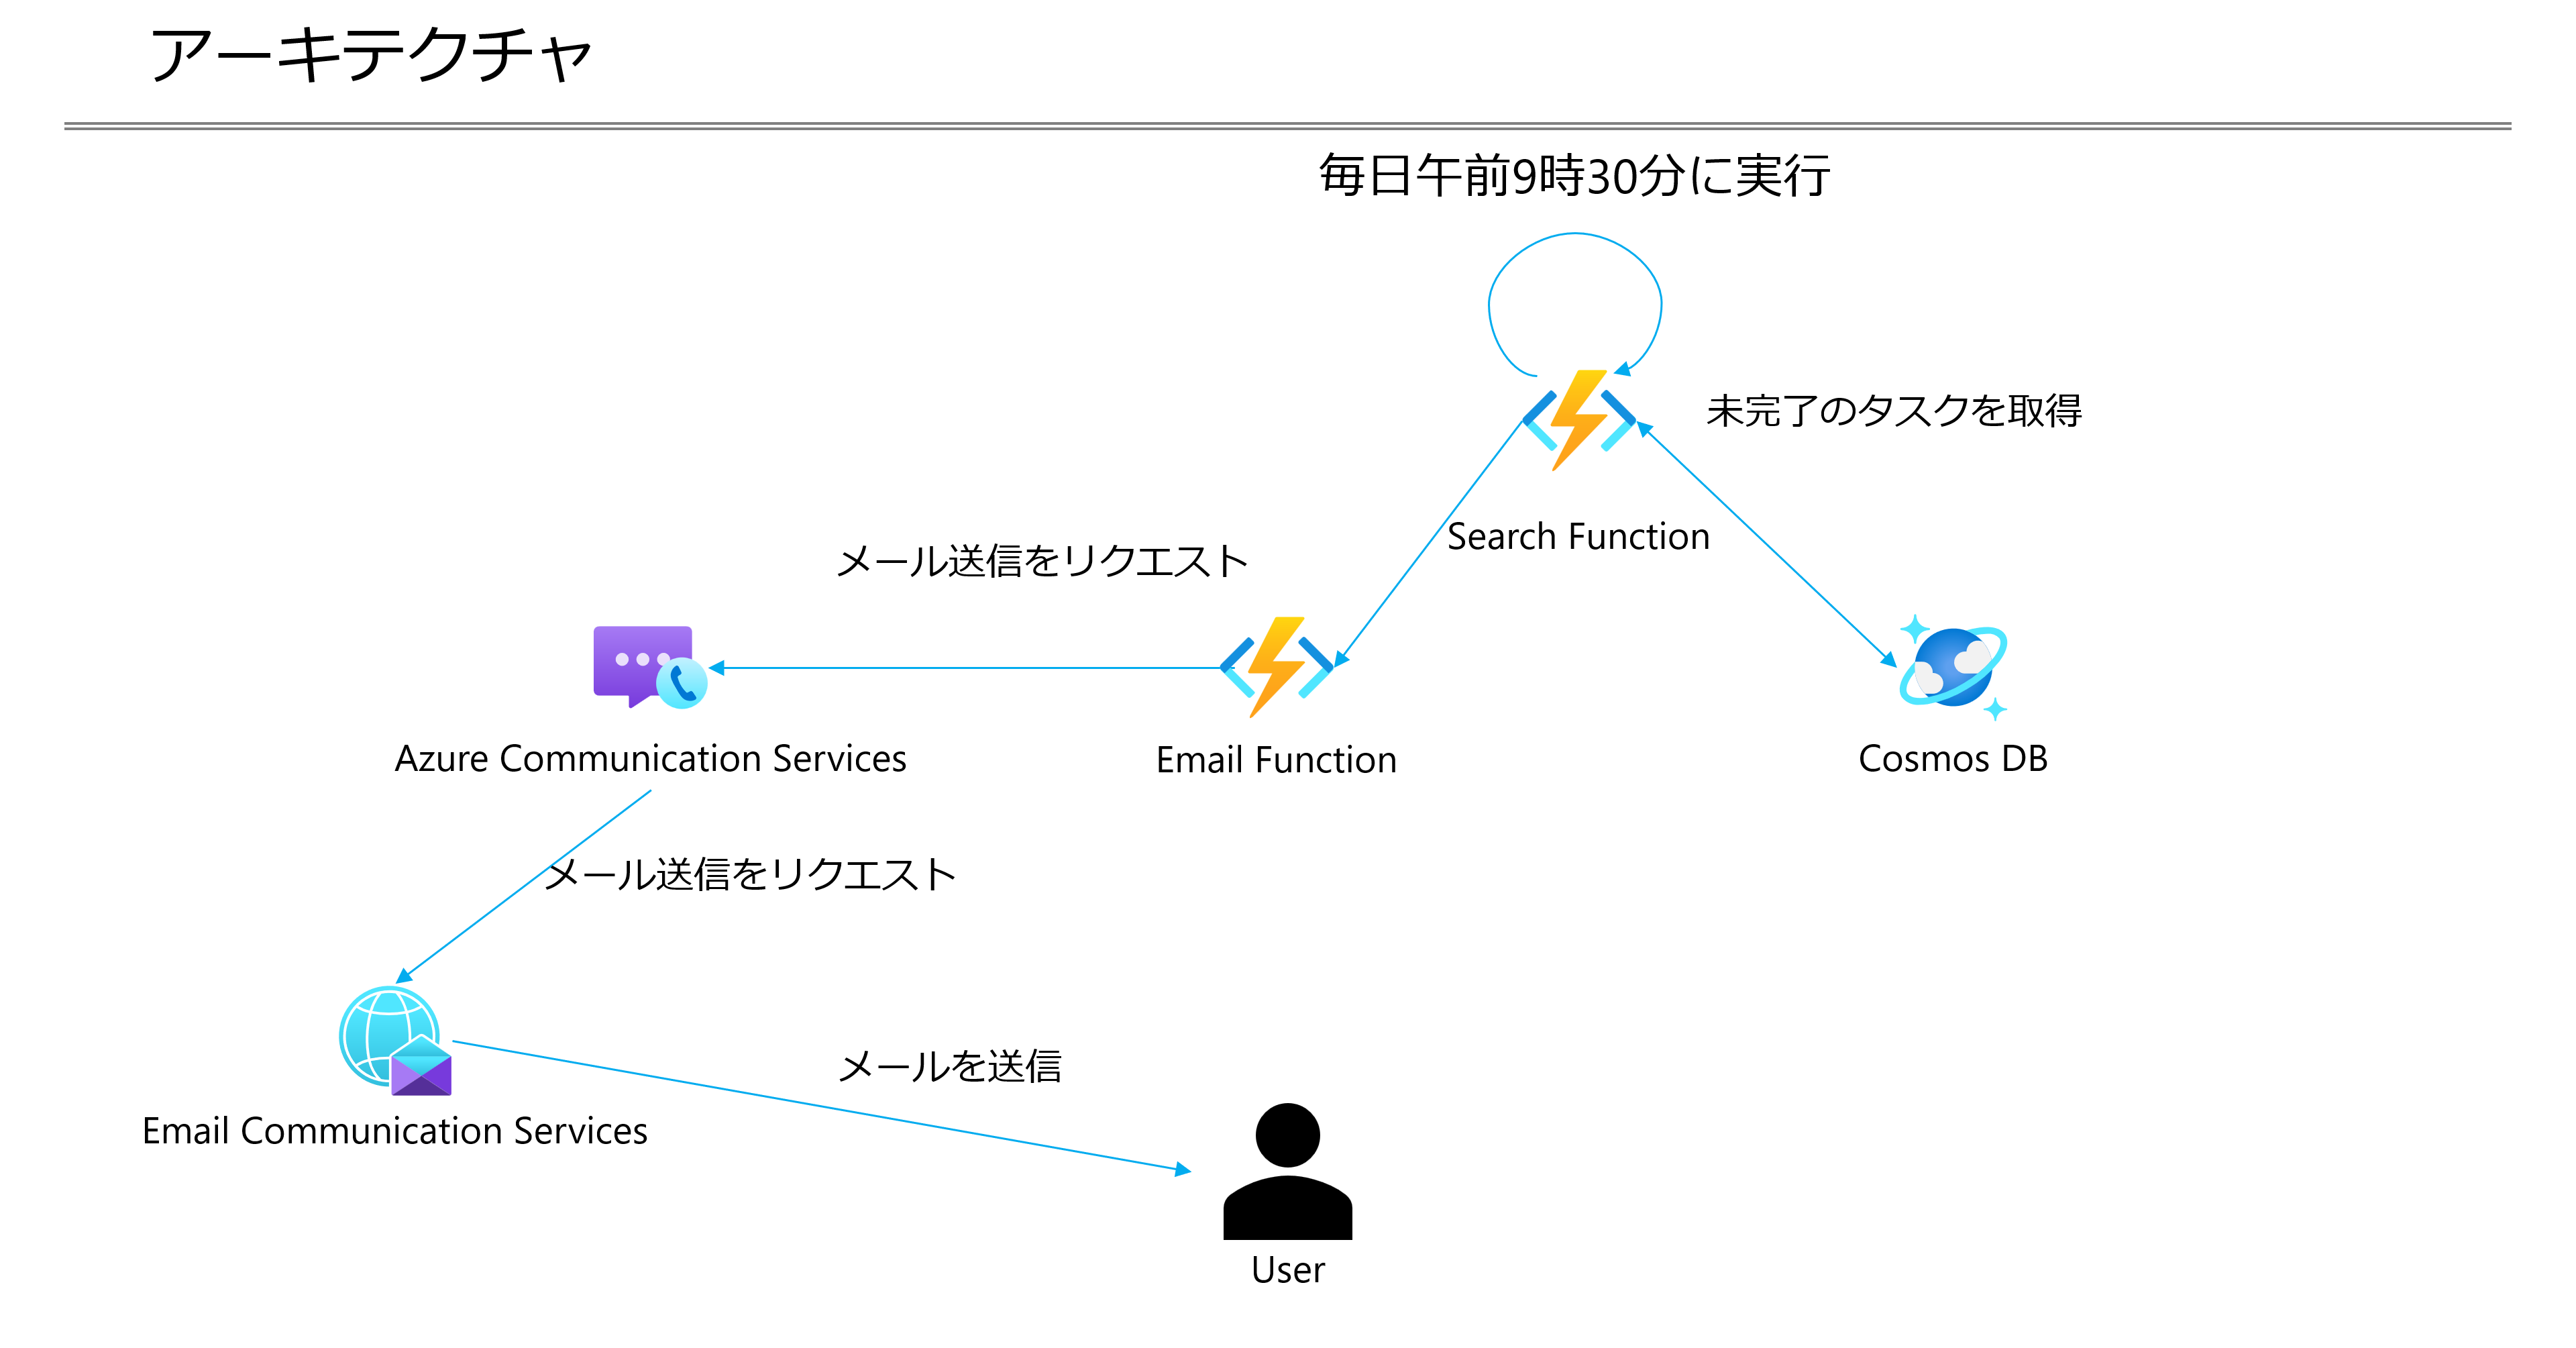 アーキテクチャ
毎日午前9時30分に実行
未完了のタスクを取得
Search Function
メール送信をリクエスト
Azure Communication Services
Email Function
Cosmos DB
メール送信をリクエスト
メールを送信
Email Communication Services
User